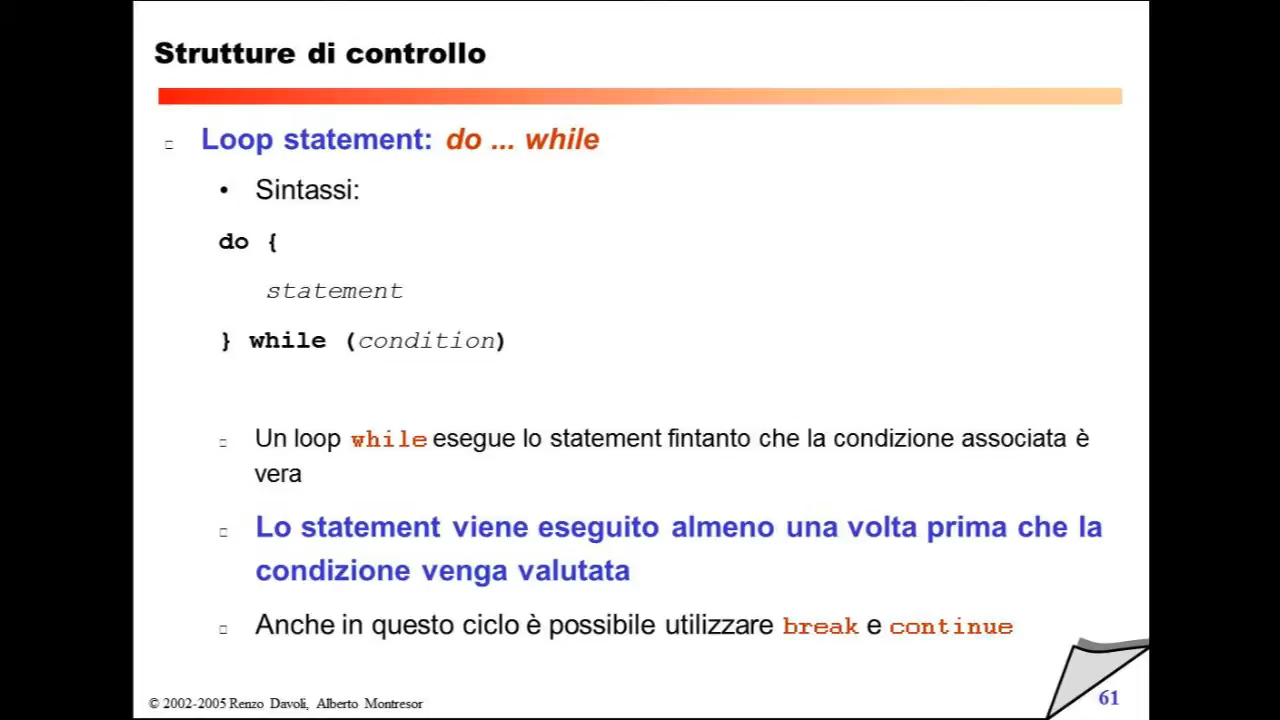 Strutture di controllo
Loop statement: do ... while
• Sintassi:
do {
statement
} while (condition)
Un loop while esegue lo statement fintanto che la condizione associata è
vera
Lo statement viene eseguito almeno una volta prima che la
condizione venga valutata
Anche in questo ciclo è possibile utilizzare break e continue
© 2002-2005 Renzo Davoli, Alberto Montresor
61